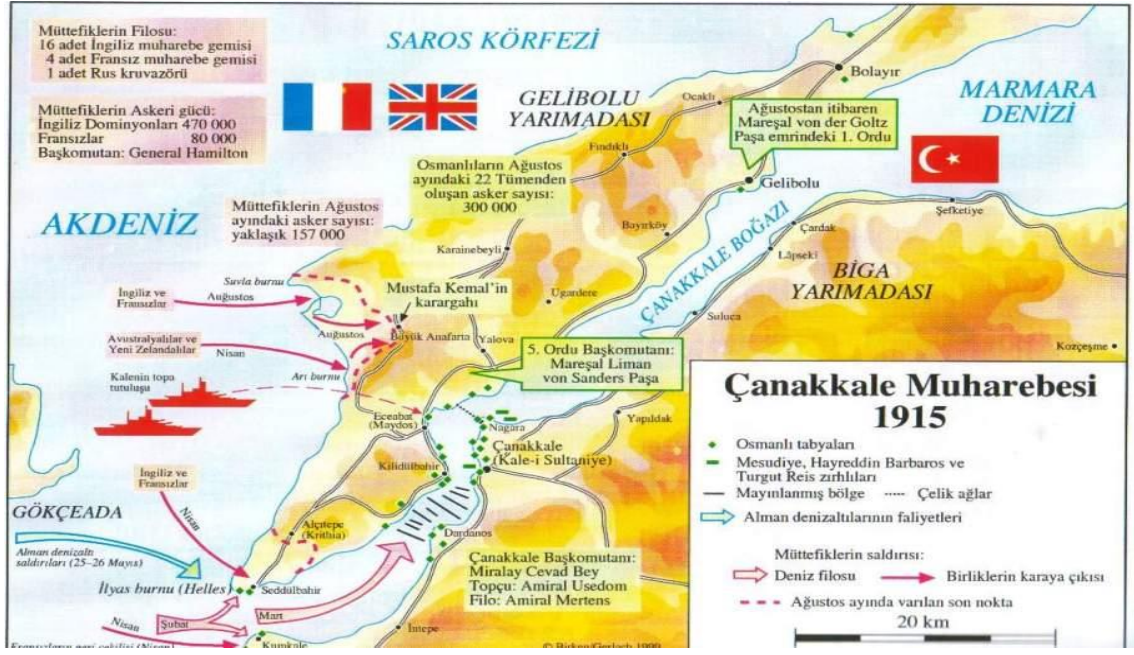 Müttefiklerin Filosu:
16 adet İngiliz muharebe gemisi
4 adet Fransız muharebe gemisi
1 adet Rus kruvazörü
Müttefiklerin Askeri gücü:
İngiliz Dominyonları 470 000
Fransızlar 80 000
Başkomutan: General Hamilton
SAROS KÖRFEZİ
GELİBOLU
YARIMADASI
MARMARA
DENİZİ
Bolayır
Ocaklı
Fındıklı
Ağustostan itibaren
Mareşal von der Goltz
Paşa emrindeki 1. Ordu
Gelibolu
Osmanlıların Ağustos
ayındaki 22 Tümenden
oluşan asker sayısı:
300 000
AKDENİZ
Müttefiklerin Ağustos
ayındaki asker sayısı:
yaklaşık 157 000
Karainebeyli
Bayırköy
ÇANAKKALE BOĞAZI
Çardak
Lâpseki
Şefketiye
BİGA
YARIMADASI
Suvla burnu
İngiliz ve
Fransızlar
Auğustos
Mustafa Kemal'in
karargahı
Ugardere
Suluca
Kozçeşme
Auğustos
Büyük Anafarta
Yalova
Avustralyalılar ve
Yeni Zelandalılar
Nisan
Arı burnu
5. Ordu Başkomutanı:
Mareşal Liman
von Sanders Paşa
Kalenin topa
tutuluşu
Eceabat
(Maydos)
Nagara
Yapıldak
Çanakkale
(Kale-i Sultaniye)
Kilidülbahir
İngiliz ve
Fransızlar
Nisan
GÖKÇEADA
Alçıtepe
(Krithia)
Dardanos
Alman denizaltı
saldırıları (25–26 Mayıs)
İlyas burnu (Helles)
Seddülbahir
Çanakkale Başkomutanı:
Miralay Cevad Bey
Topçu: Amiral Usedom
Filo: Amiral Mertens
Şubat
Mart
Nisan
Kumkale
İntepe
Fransızların geri çekilişi (Nisan)
© Birken/Gerlach 1999
Çanakkale Muharebesi
1915
Osmanlı tabyaları
Mesudiye, Hayreddin Barbaros ve
Turgut Reis zırhlıları
Mayınlanmış bölge
Çelik ağlar
Alman denizaltılarının faliyetleri
Müttefiklerin saldırısı:
Deniz filosu
Birliklerin karaya çıkısı
Ağustos ayında varılan son nokta
20 km